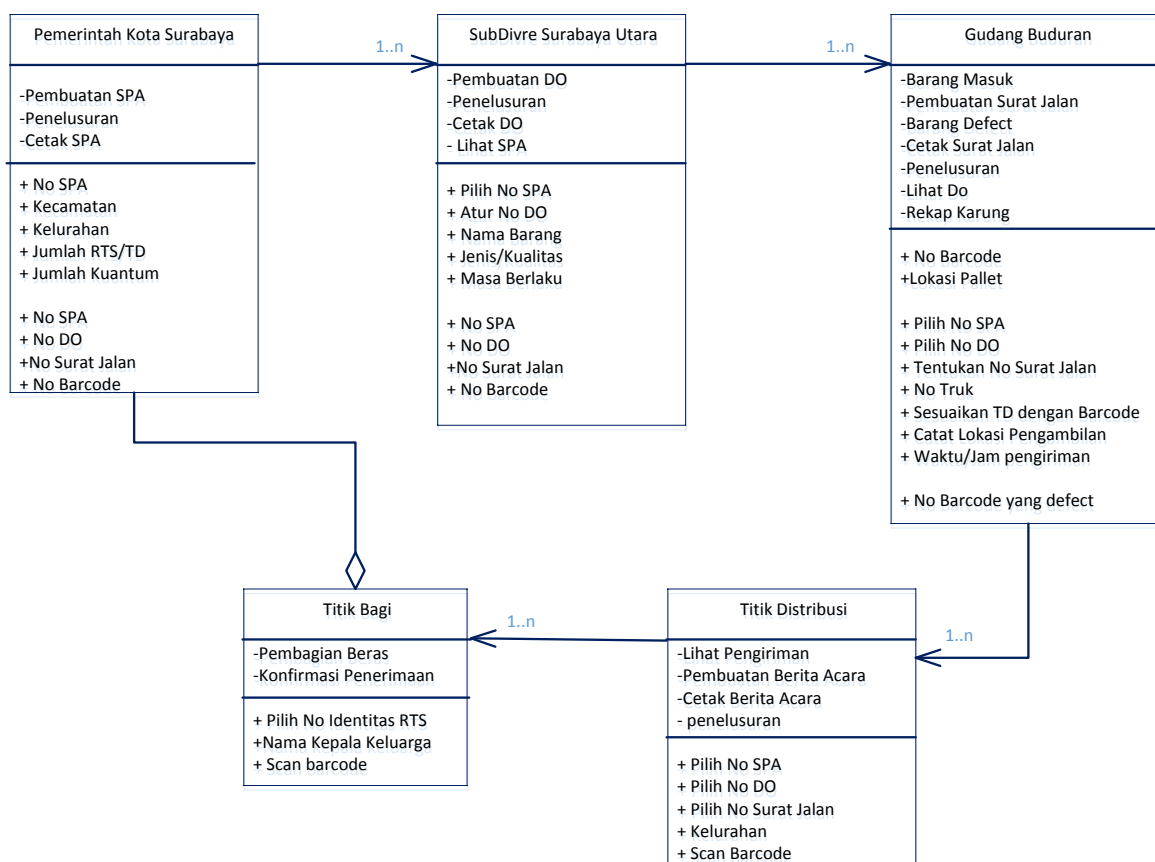 Pemerintah Kota Surabaya
-Pembuatan SPA
-Penelusuran
-Cetak SPA
+ No SPA
+ Kecamatan
+ Kelurahan
+ Jumlah RTS/TD
+ Jumlah Kuantum
+ No SPA
+ No DO
+No Surat Jalan
+ No Barcode
1..n
SubDivre Surabaya Utara
-Pembuatan DO
-Penelusuran
-Cetak DO
- Lihat SPA
+ Pilih No SPA
+ Atur No DO
+ Nama Barang
+ Jenis/Kualitas
+ Masa Berlaku
+ No SPA
+ No DO
+No Surat Jalan
+ No Barcode
1..n
Gudang Buduran
-Barang Masuk
-Pembuatan Surat Jalan
-Barang Defect
-Cetak Surat Jalan
-Penelusuran
-Lihat Do
-Rekap Karung
+ No Barcode
+Lokasi Pallet
+ Pilih No SPA
+ Pilih No DO
+ Tentukan No Surat Jalan
+ No Truk
+ Sesuaikan TD dengan Barcode
+ Catat Lokasi Pengambilan
+ Waktu/Jam pengiriman
+ No Barcode yang defect
Titik Bagi
-Pembagian Beras
-Konfirmasi Penerimaan
+ Pilih No Identitas RTS
+Nama Kepala Keluarga
+ Scan barcode
1..n
Titik Distribusi
-Lihat Pengiriman
-Pembuatan Berita Acara
-Cetak Berita Acara
- penelusuran
+ Pilih No SPA
+ Pilih No DO
+ Pilih No Surat Jalan
+ Kelurahan
+ Scan Barcode
1..n